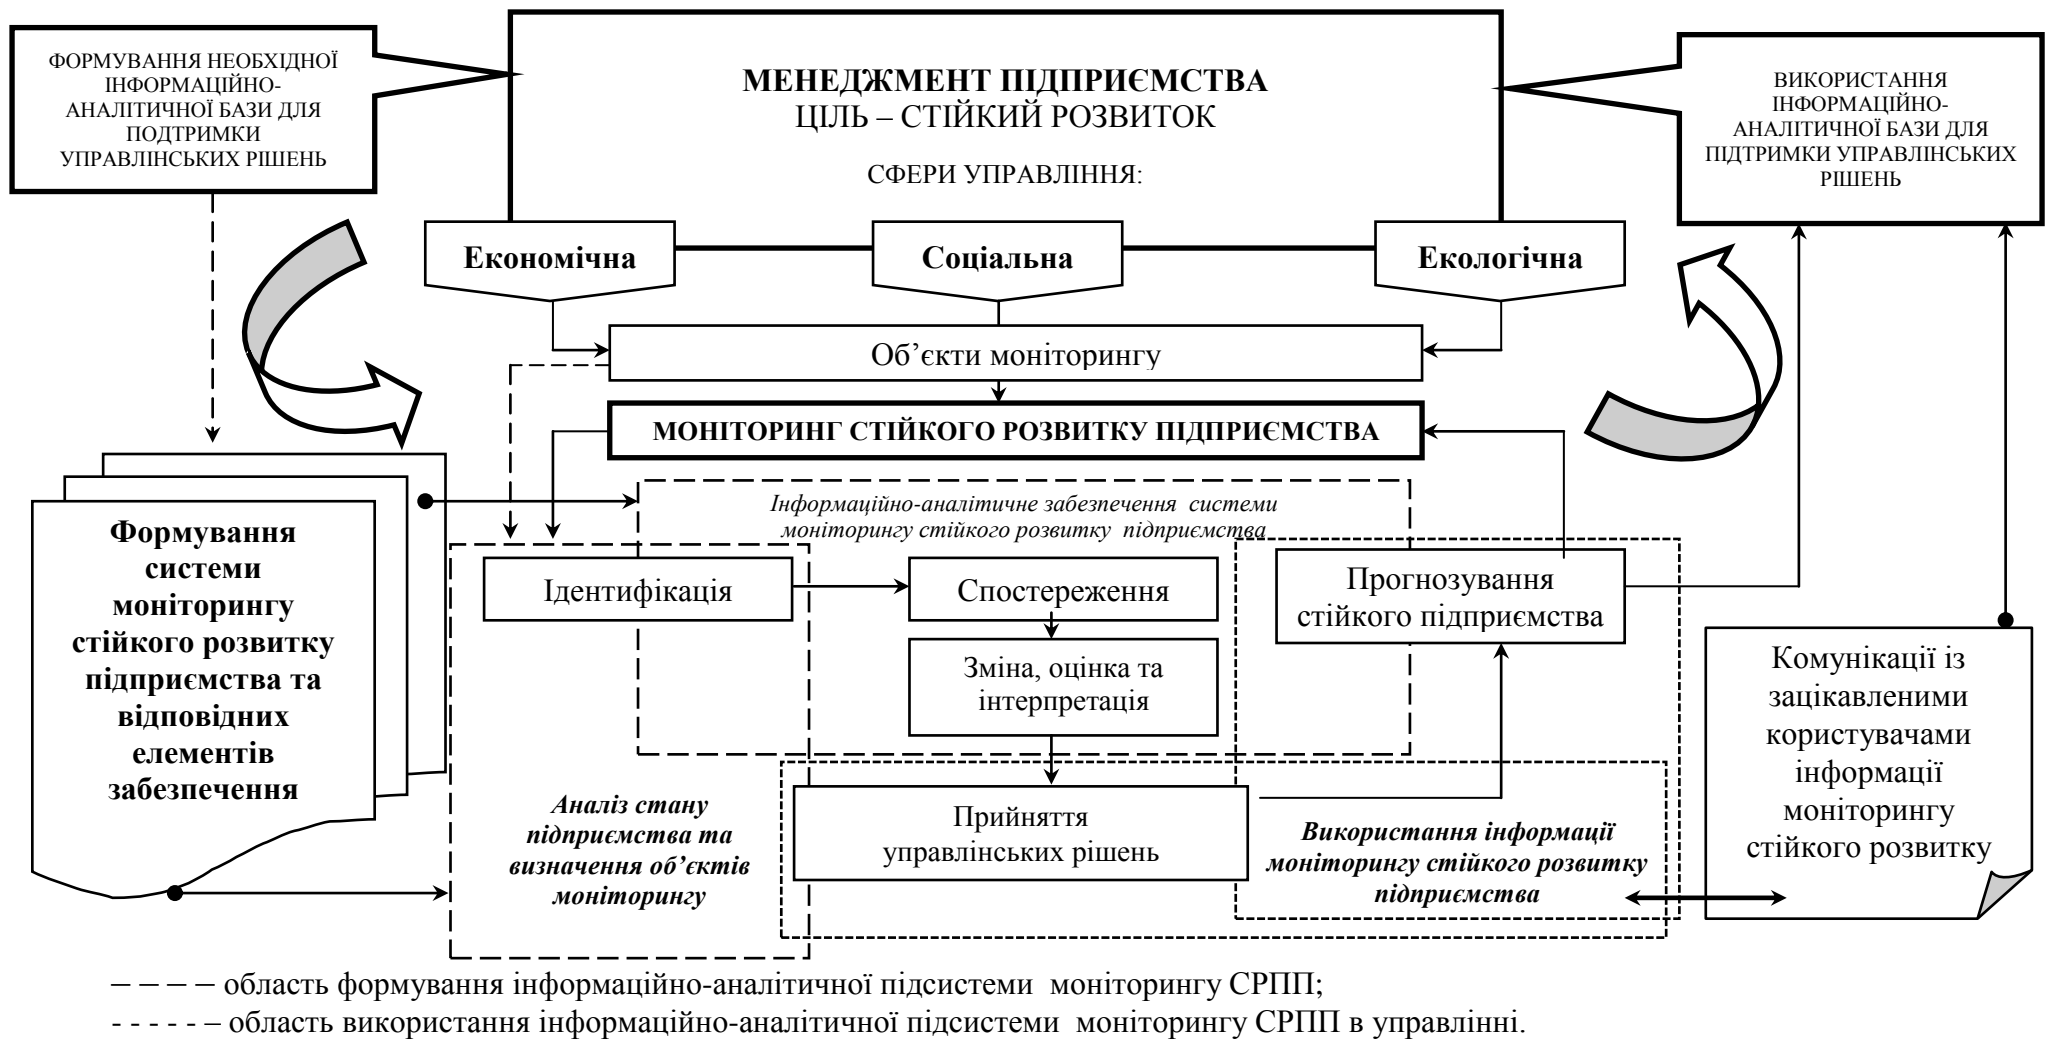 ФОРМУВАННЯ НЕОБХІДНОЇ
ІНФОРМАЦІЙНО-
АНАЛІТИЧНОЇ БАЗИ ДЛЯ
ПОДТРИМКИ
УПРАВЛІНСЬКИХ РІШЕНЬ
МЕНЕДЖМЕНТ ПІДПРИЄМСТВА
ЦІЛЬ – СТІЙКИЙ РОЗВИТОК
СФЕРИ УПРАВЛІННЯ:
ВИКОРИСТАННЯ
ІНФОРМАЦІЙНО-
АНАЛІТИЧНОЇ БАЗИ ДЛЯ
ПІДТРИМКИ УПРАВЛІНСЬКИХ
РІШЕНЬ
Економічна
Соціальна
Екологічна
Об’єкти моніторингу
МОНІТОРИНГ СТІЙКОГО РОЗВИТКУ ПІДПРИЄМСТВА
Інформаційно-аналітичне забезпечення системи
моніторингу стійкого розвитку підприємства
Формування
системи
моніторингу
стійкого розвитку
підприємства та
відповідних
елементів
забезпечення
Ідентифікація
Спостереження
Прогнозування
стійкого підприємства
Зміна, оцінка та
інтерпретація
Комунікації із
зацікавленими
користувачами
інформації
моніторингу
стійкого розвитку
Аналіз стану
підприємства та
визначення об’єктів
моніторингу
Прийняття
управлінських рішень
Використання інформації
моніторингу стійкого розвитку
підприємства
– – – – область формування інформаційно-аналітичної підсистеми моніторингу СРПП;
- - - - - – область використання інформаційно-аналітичної підсистеми моніторингу СРПП в управлінні.